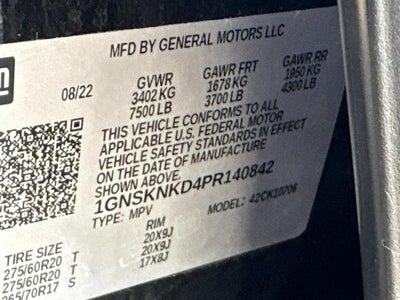 MFD BY GENERAL MOTORS LLC
08/22 GVWR GAWR FRT GAWR RR
3402 KG 1678 KG 1950 KG
7500 LB 3700 LB 4300 LB
THIS VEHICLE CONFORMS TO ALL
APPLICABLE U.S. FEDERAL MOTOR
VEHICLE SAFETY STANDARDS IN EFFECT
ON THE DATE OF MANUFACTURE
SHOWN ABOVE.
1GNSKNKD4PR140842
TYPE: MPV MODEL: 42CK10706
TIRE SIZE RIM
275/60R20 T 20X9J
275/60R20 T 20X9J
265/70R17 S 17X8J